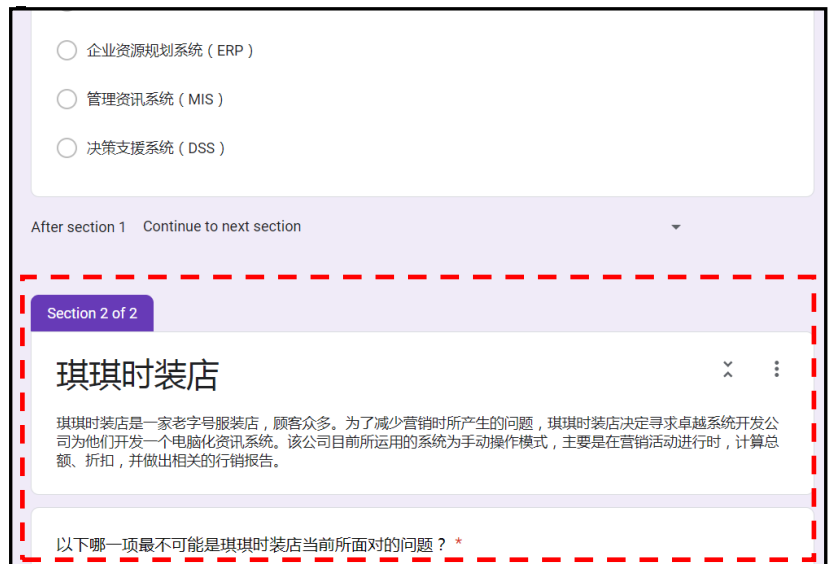 企业资源规划系统（ERP）
管理资讯系统（MIS）
决策支援系统（DSS）
After section 1 Continue to next section
Section 2 of 2
琪琪时装店
琪琪时装店是一家老字号服装店，顾客众多。为了减少营销时所产生的问题，琪琪时装店决定寻求卓越系统开发公
司为他们开发一个电脑化资讯系统。该公司目前所运用的系统为手动操作模式，主要是在营销活动进行时，计算总
额、折扣，并做出相关的行销报告。
以下哪一项最不可能是琪琪时装店当前所面对的问题？ *